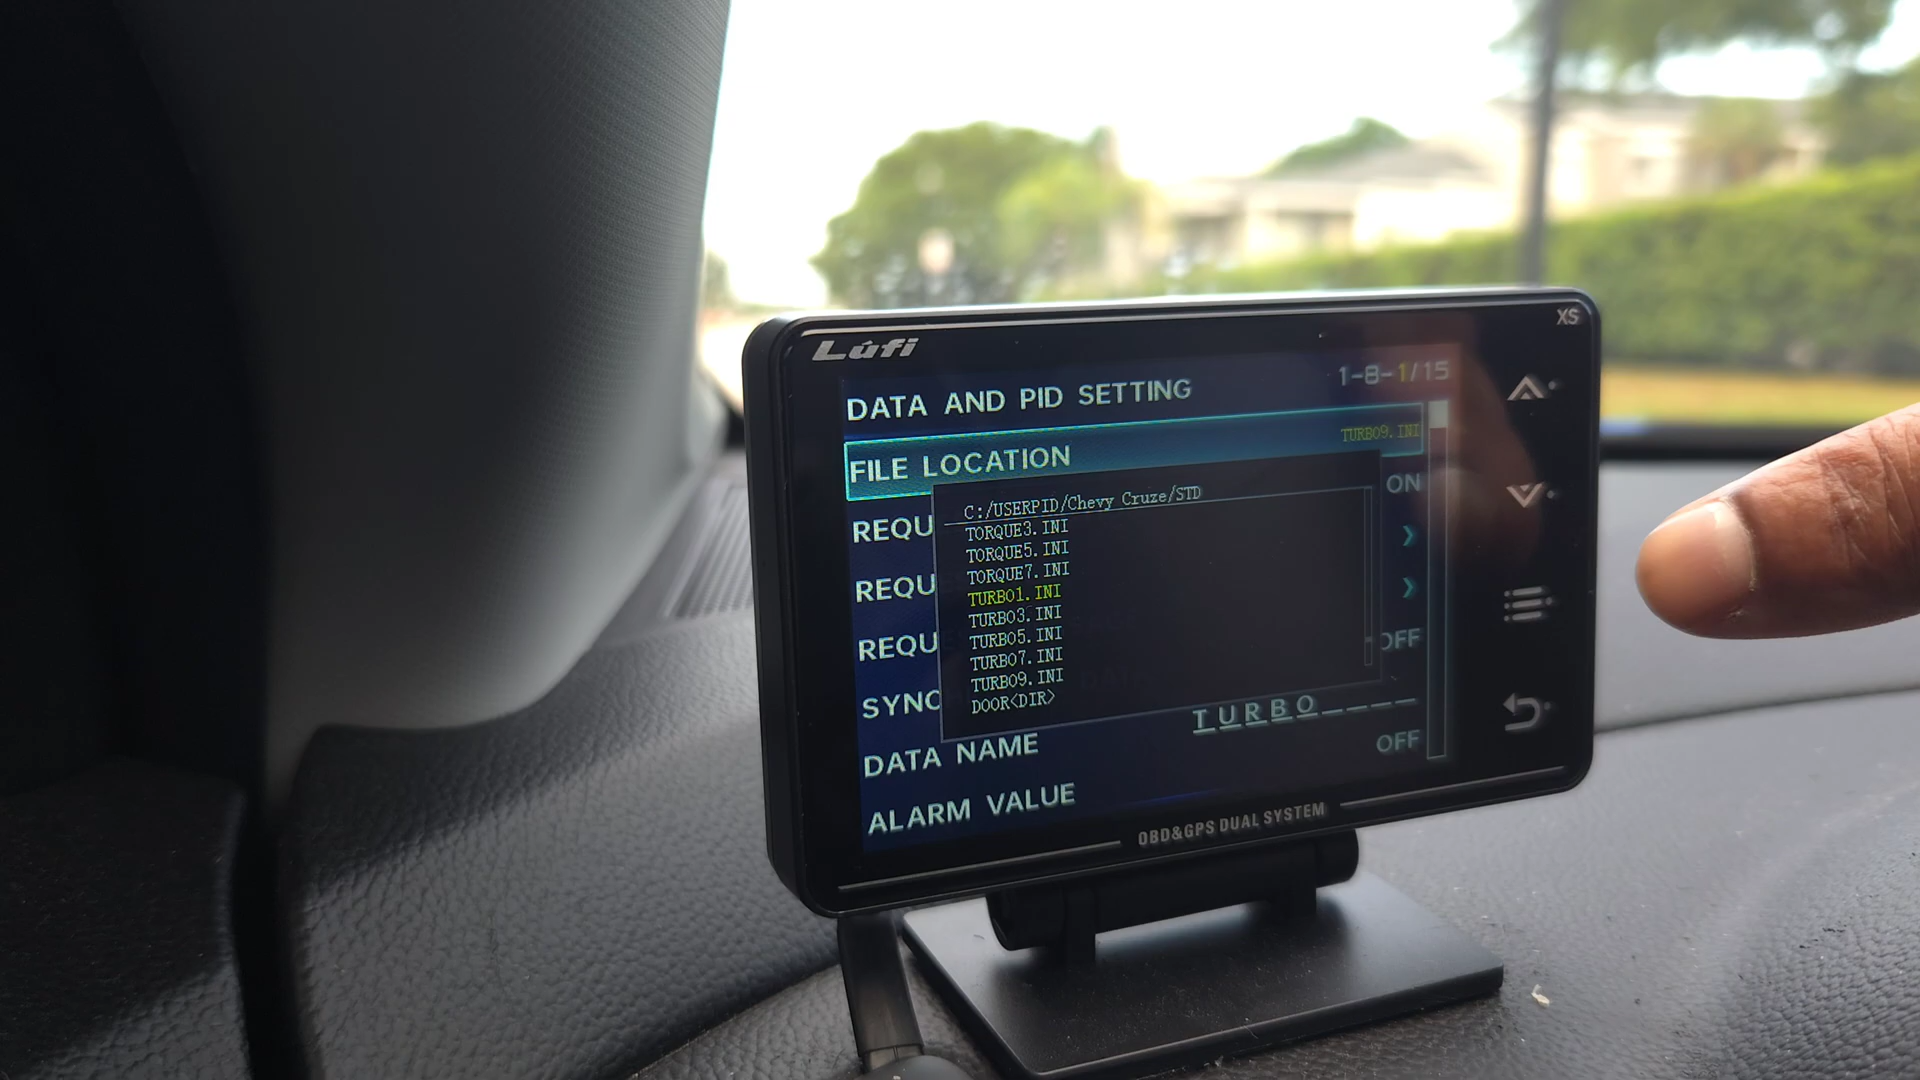 Lufi
XS
DATA AND PID SETTING
1-8-1/15
FILE LOCATION
TURBO9.INI
C:/USERPID/Chevy Cruze/STD
TORQUE3.INI
TORQUE5.INI
TORQUE7.INI
TURBO1.INI
TURBO3.INI
TURBO5.INI
TURBO7.INI
TURBO9.INI
DOOR<DIR>
REQU
ON
REQU
REQU
SYNC
OFF
DATA NAME
TURBO____
ALARM VALUE
OFF
OBD&GPS DUAL SYSTEM